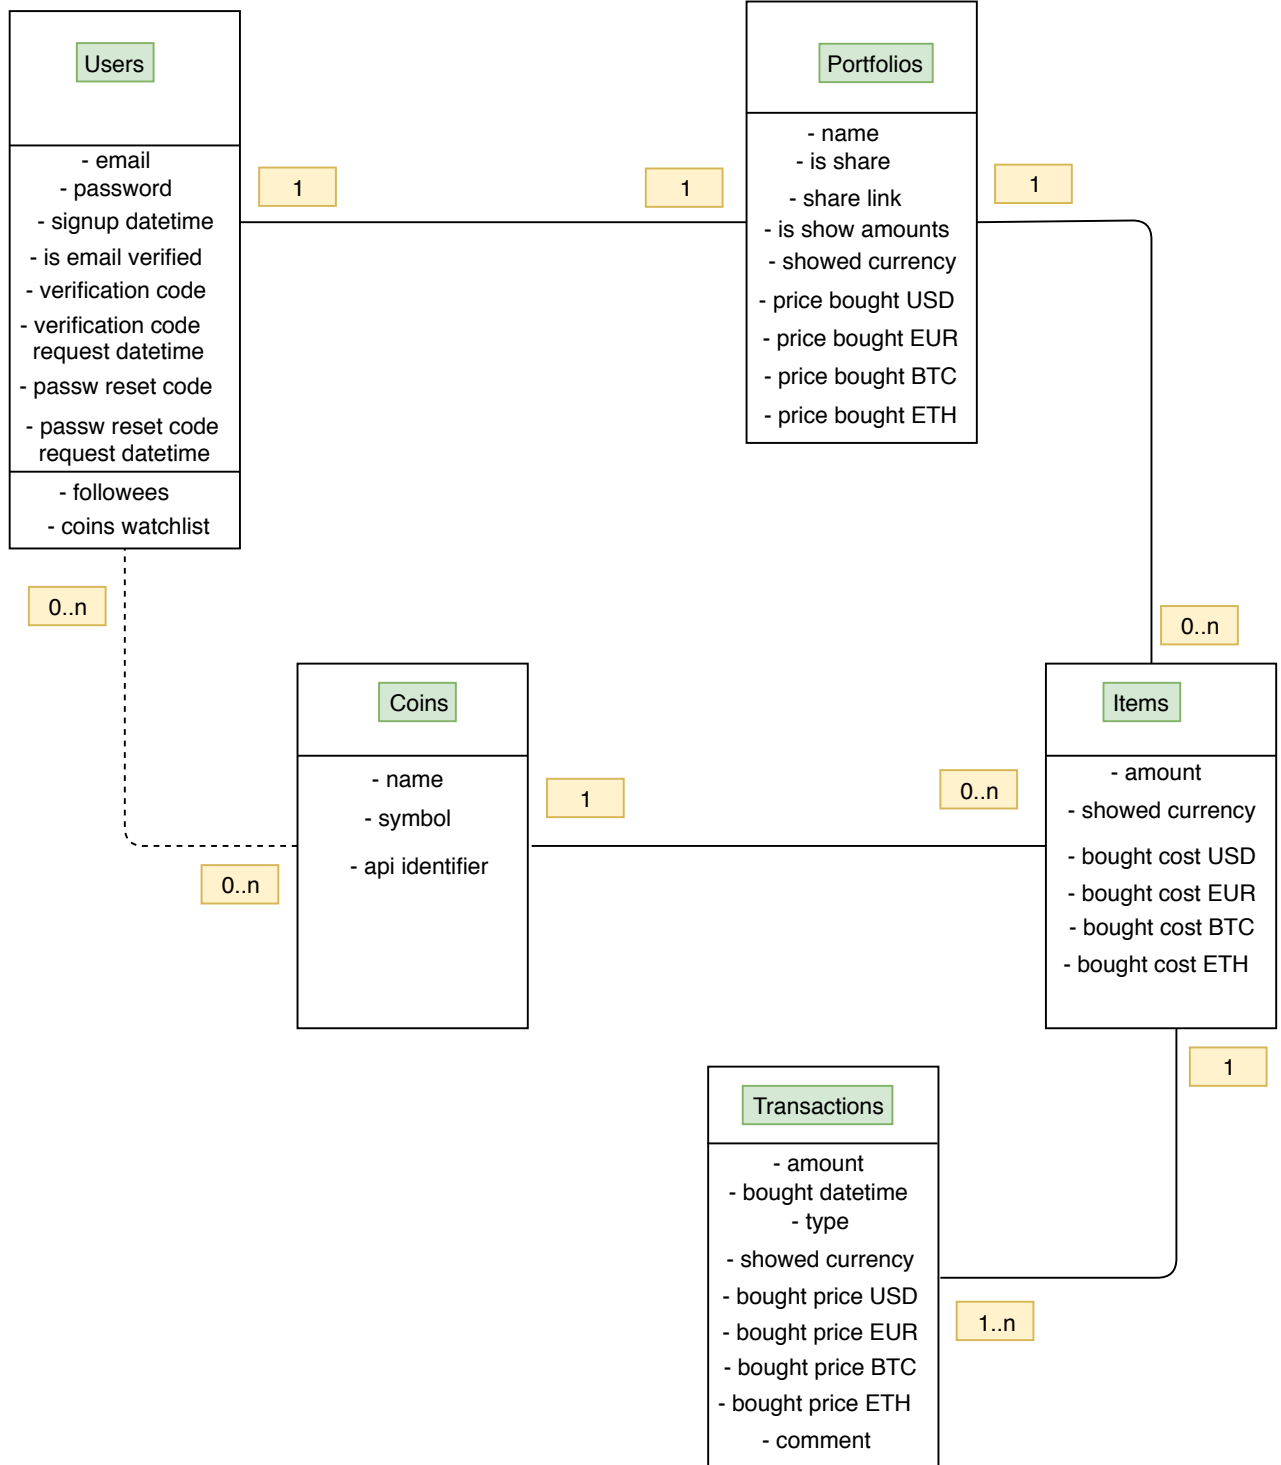 Users
- email
- password
- signup datetime
- is email verified
- verification code
- verification code
request datetime
- passw reset code
- passw reset code
request datetime
- followees
- coins watchlist
1
1
Portfolios
- name
- is share
- share link
- is show amounts
- showed currency
- price bought USD
- price bought EUR
- price bought BTC
- price bought ETH
1
0..n
0..n
0..n
Coins
- name
- symbol
- api identifier
1
0..n
Items
- amount
- showed currency
- bought cost USD
- bought cost EUR
- bought cost BTC
- bought cost ETH
1
Transactions
- amount
- bought datetime
- type
- showed currency
- bought price USD
- bought price EUR
- bought price BTC
- bought price ETH
- comment
1..n